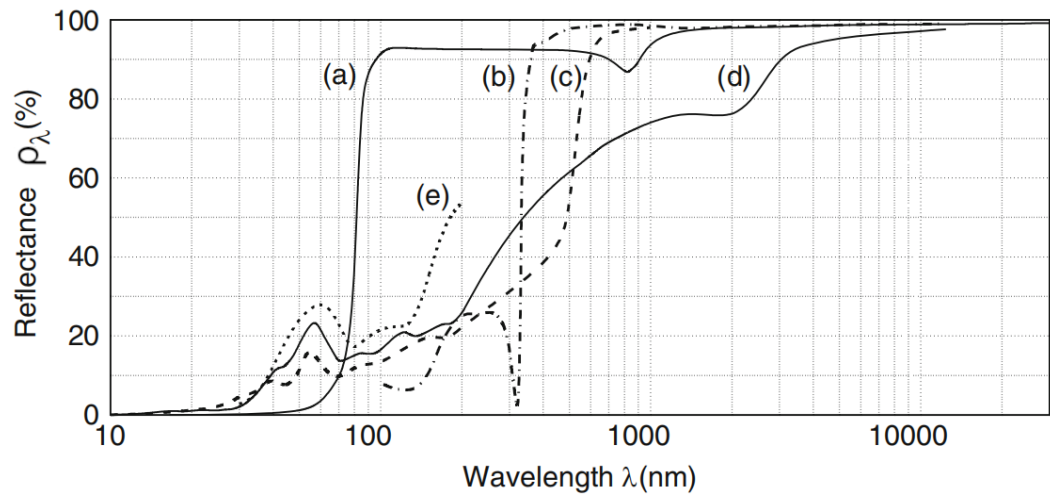 Reflectance ρλ(%)
100
80
60
40
20
0
(a)
(b)
(c)
(d)
(e)
10
100
1000
10000
Wavelength λ(nm)